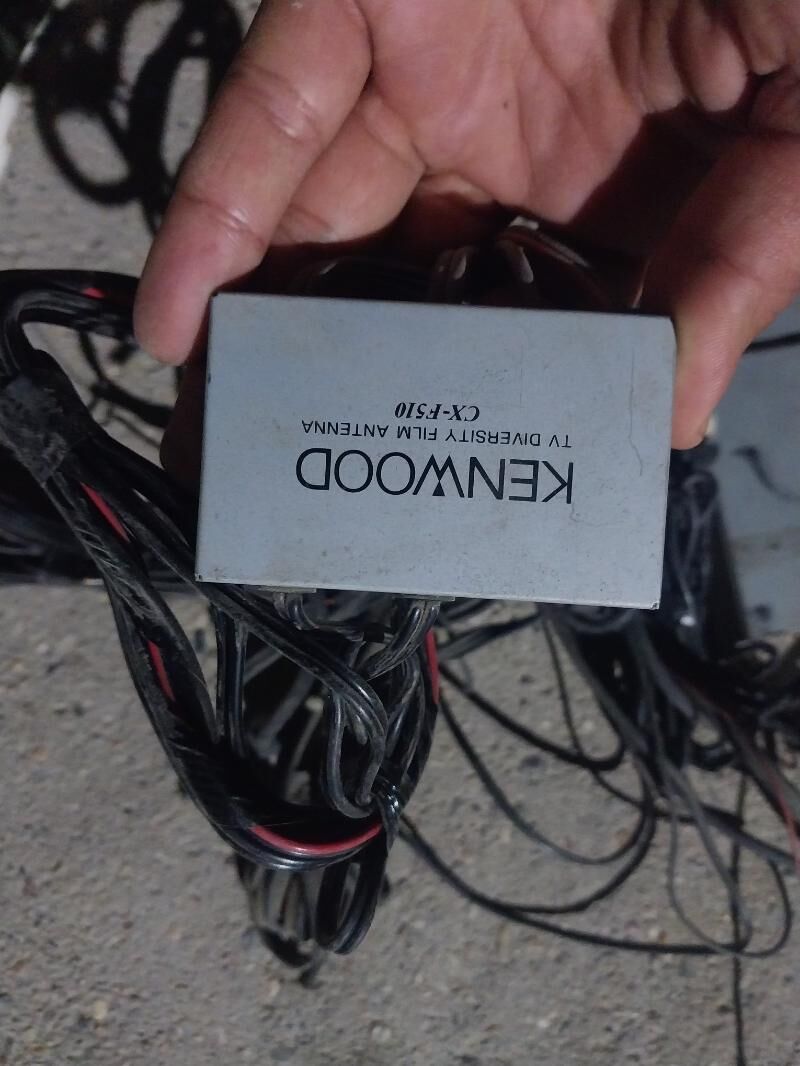 KENWOOD
TV DIVERSITY FILM ANTENNA
CX-F510